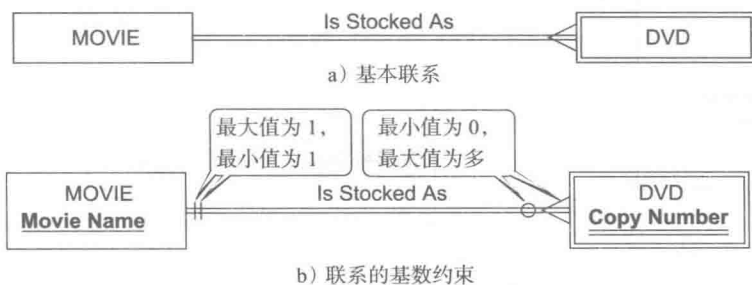 Is Stocked As
MOVIE
DVD
a）基本联系
最大值为 1，
最小值为 1
最小值为 0，
最大值为多
MOVIE
Movie Name
Is Stocked As
DVD
Copy Number
b）联系的基数约束